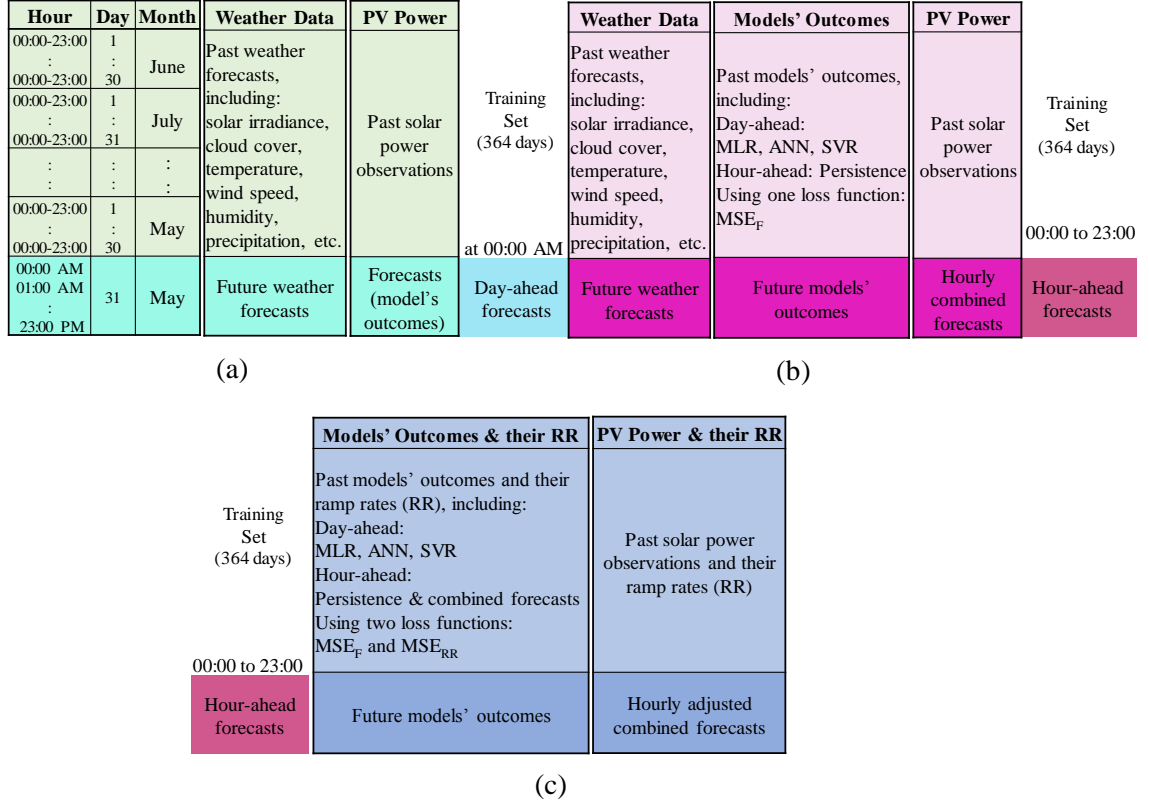 Hour Day Month Weather Data PV Power
00:00-23:00 1
: :
00:00-23:00 30
June
00:00-23:00 1
: :
00:00-23:00 31
July
: : :
: : :
00:00-23:00 1
: :
00:00-23:00 30
May
Past weather
forecasts,
including:
solar irradiance,
cloud cover,
temperature,
wind speed,
humidity,
precipitation, etc.
Past solar
power
observations
Training
Set
(364 days)
at 00:00 AM
00:00 AM
01:00 AM
:
23:00 PM
31
May
Future weather
forecasts
Forecasts
(model’s
outcomes)
Day-ahead
forecasts
(a)
Weather Data Models’ Outcomes PV Power
Past weather
forecasts,
including:
solar irradiance,
cloud cover,
temperature,
wind speed,
humidity,
precipitation, etc.
Past models’ outcomes,
including:
Day-ahead:
MLR, ANN, SVR
Hour-ahead: Persistence
Using one loss function:
MSE_F
Past solar
power
observations
Training
Set
(364 days)
00:00 to 23:00
Future weather
forecasts
Future models’
outcomes
Hourly
combined
forecasts
Hour-ahead
forecasts
(b)
Models’ Outcomes & their RR PV Power & their RR
Training
Set
(364 days)
00:00 to 23:00
Past models’ outcomes and their
ramp rates (RR), including:
Day-ahead:
MLR, ANN, SVR
Hour-ahead:
Persistence & combined forecasts
Using two loss functions:
MSE_F and MSE_RR
Past solar power
observations and their
ramp rates (RR)
Hour-ahead
forecasts
Future models’ outcomes
Hourly adjusted
combined forecasts
(c)